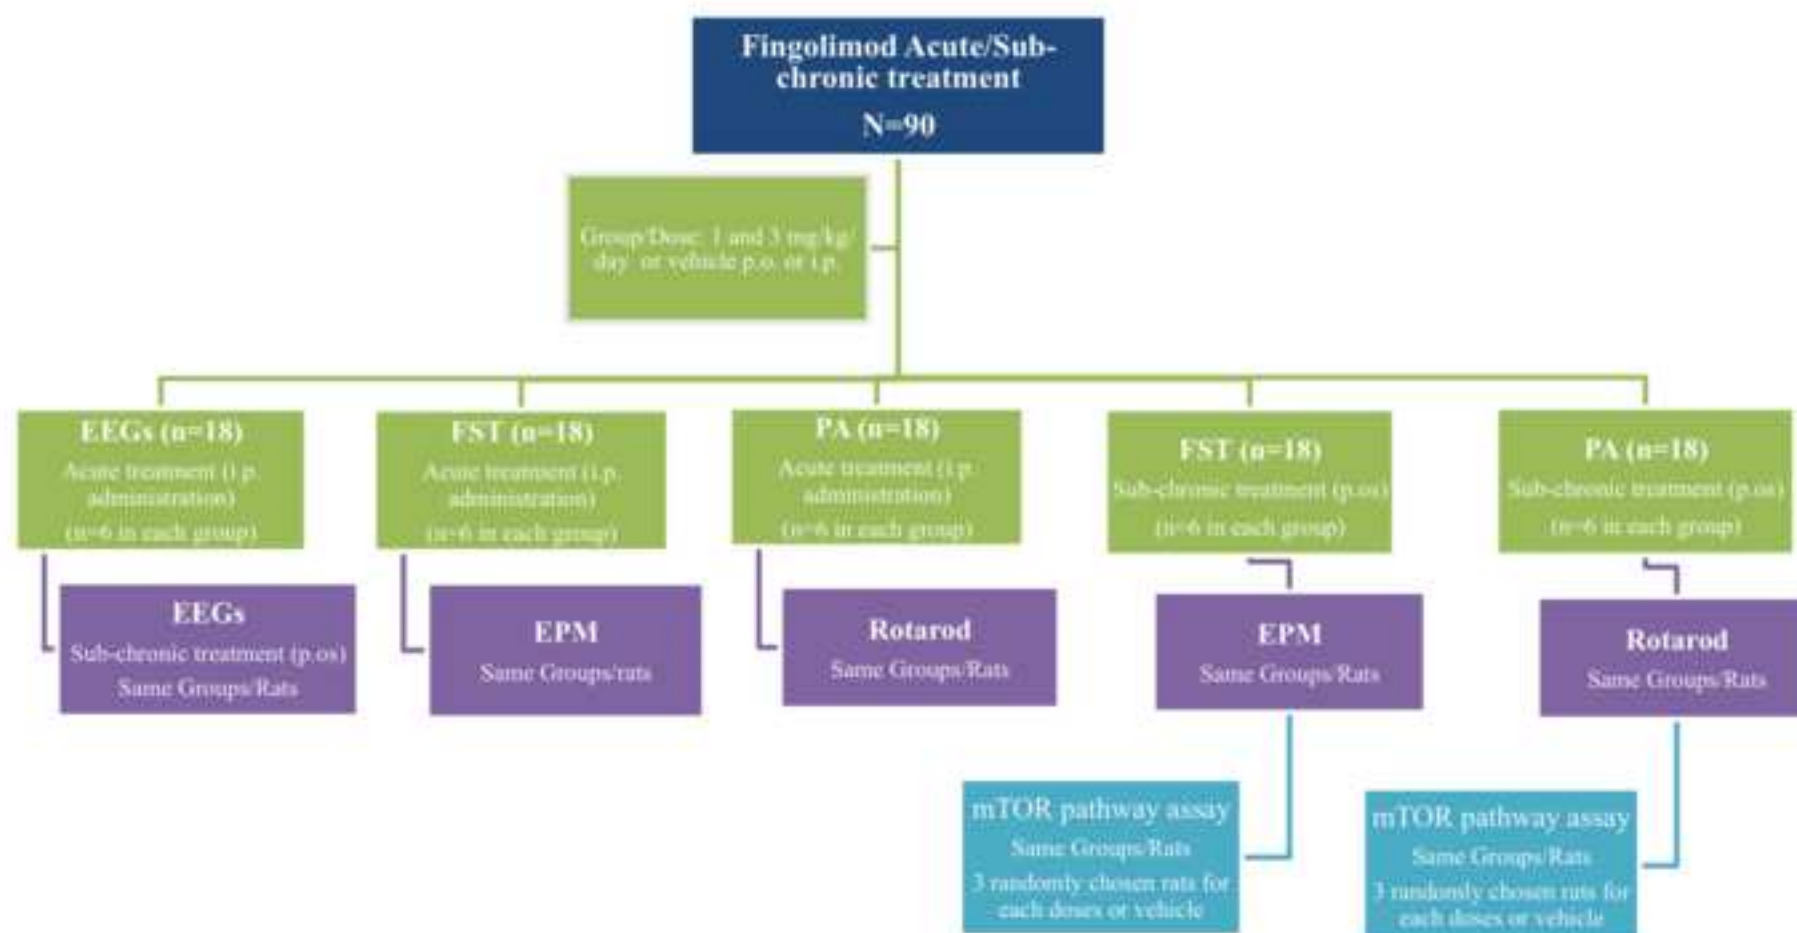 Fingolimod Acute/Sub-
chronic treatment
N=90
Group/Dose: 1 and 3 mg/kg/
day or vehicle p.o. or i.p.
EEGs (n=18)
Acute treatment (i.p.
administration)
(n=6 in each group)
FST (n=18)
Acute treatment (i.p.
administration)
(n=6 in each group)
PA (n=18)
Acute treatment (i.p.
administration)
(n=6 in each group)
FST (n=18)
Sub-chronic treatment (p.os)
(n=6 in each group)
PA (n=18)
Sub-chronic treatment (p.os)
(n=6 in each group)
EEGs
Sub-chronic treatment (p.os)
Same Groups/Rats
EPM
Same Groups/rats
Rotarod
Same Groups/Rats
EPM
Same Groups/Rats
Rotarod
Same Groups/Rats
mTOR pathway assay
Same Groups/Rats
3 randomly chosen rats for
each doses or vehicle
mTOR pathway assay
Same Groups/Rats
3 randomly chosen rats for
each doses or vehicle